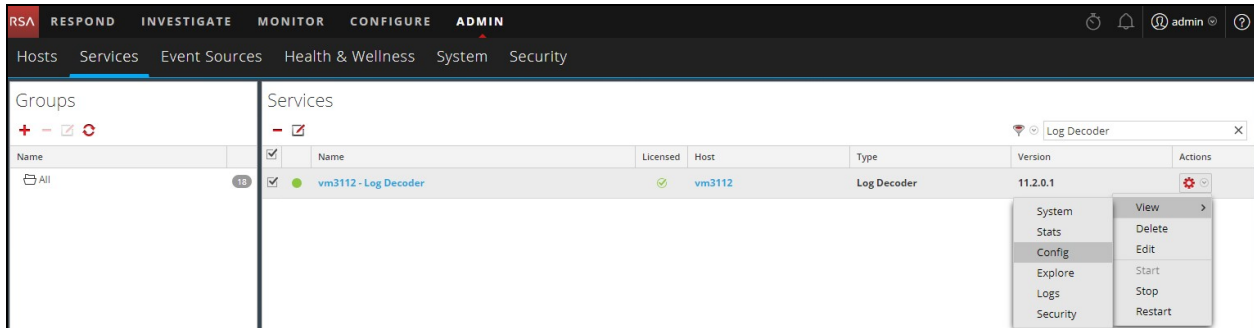 RSA RESPOND INVESTIGATE MONITOR CONFIGURE ADMIN admin ?
Hosts Services Event Sources Health & Wellness System Security
Groups
Name
All 18
Services
Log Decoder X
Name Licensed Host Type Version Actions
vm3112 - Log Decoder vm3112 Log Decoder 11.2.0.1
System
Stats
Config
Explore
Logs
Security
View >
Delete
Edit
Start
Stop
Restart